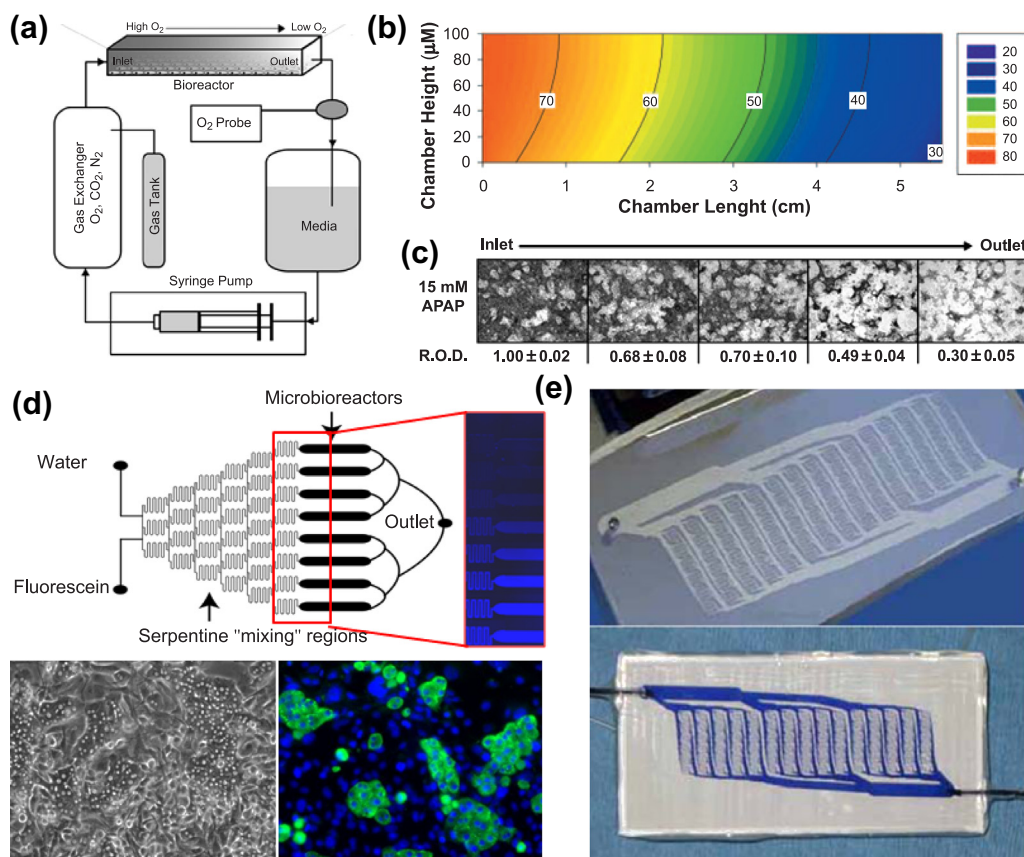 (a)
High O₂
Low O₂
Inlet
Outlet
Bioreactor
O₂ Probe
Gas Exchanger
O₂, CO₂, N₂
Gas Tank
Media
Syringe Pump
(b)
Chamber Height (µM)
100
80
60
40
20
0
70
60
50
40
30
0
1
2
3
4
5
Chamber Lenght (cm)
20
30
40
50
60
70
80
(c)
Inlet
Outlet
15 mM
APAP
R.O.D.
1.00 ± 0.02
0.68 ± 0.08
0.70 ± 0.10
0.49 ± 0.04
0.30 ± 0.05
(d)
Microbioreactors
Water
Outlet
Fluorescein
Serpentine "mixing" regions
(e)